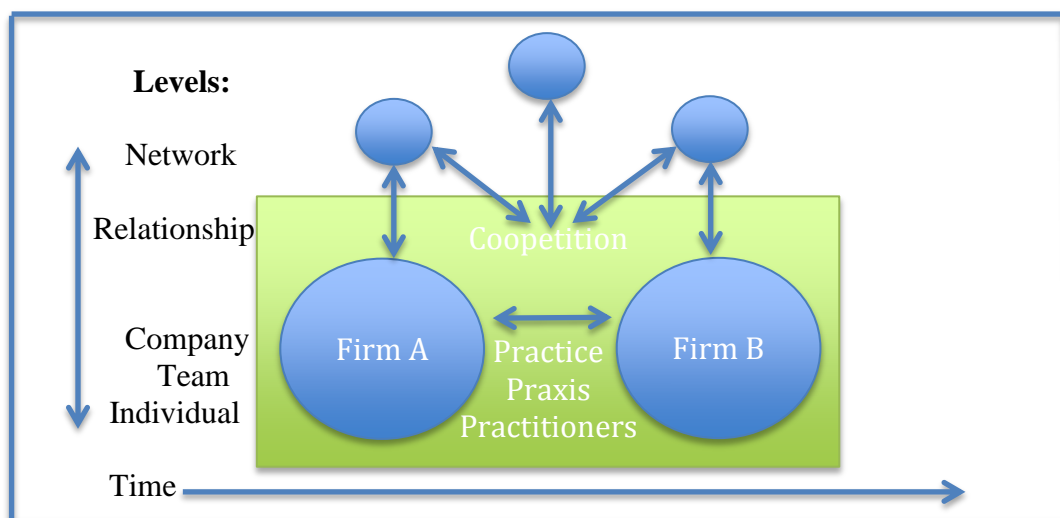 Levels:
Network
Relationship
Coopetition
Company
Team
Individual
Firm A
Practice
Praxis
Practitioners
Firm B
Time